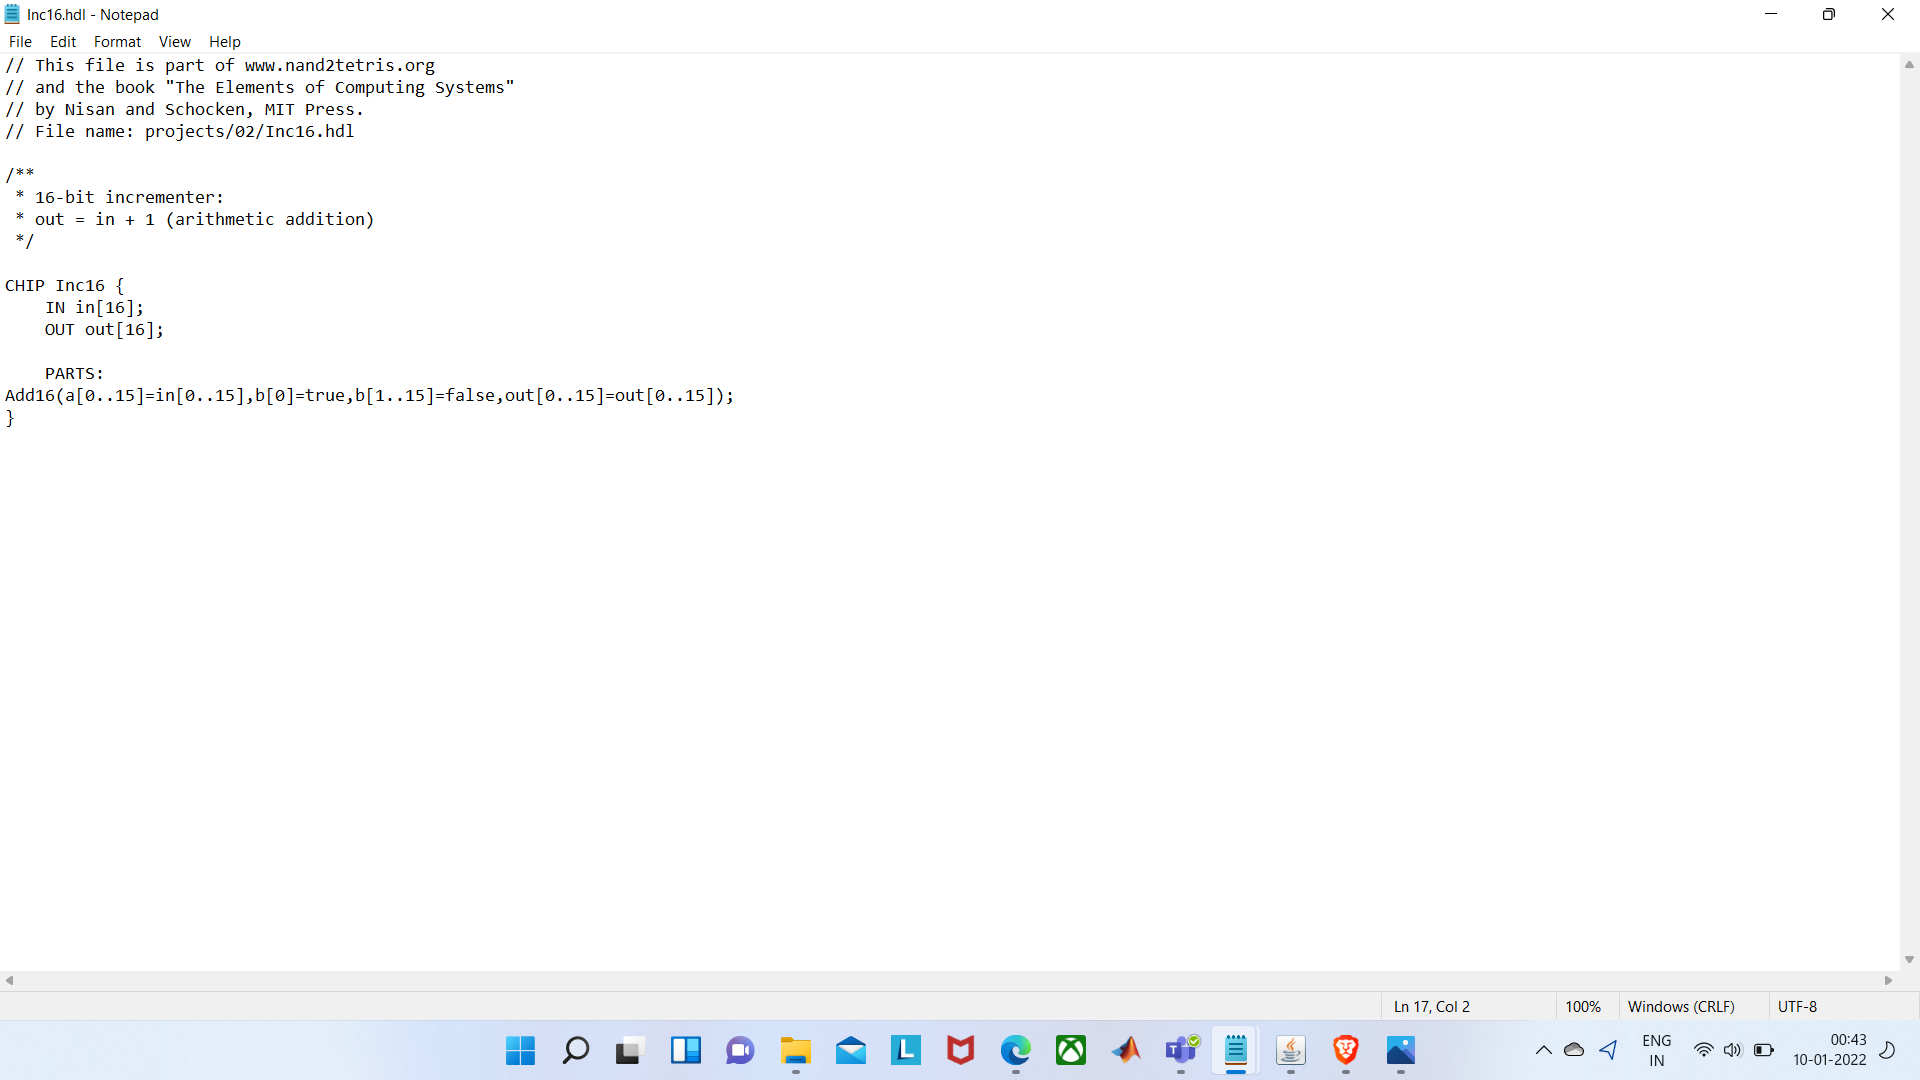 Inc16.hdl - Notepad
File Edit Format View Help
// This file is part of www.nand2tetris.org
// and the book "The Elements of Computing Systems"
// by Nisan and Schocken, MIT Press.
// File name: projects/02/Inc16.hdl
/**
 * 16-bit incrementer:
 * out = in + 1 (arithmetic addition)
 */
CHIP Inc16 {
    IN in[16];
    OUT out[16];
    PARTS:
Add16(a[0..15]=in[0..15],b[0]=true,b[1..15]=false,out[0..15]=out[0..15]);
}
Ln 17, Col 2 100% Windows (CRLF) UTF-8
L
T
ENG
IN
00:43
10-01-2022